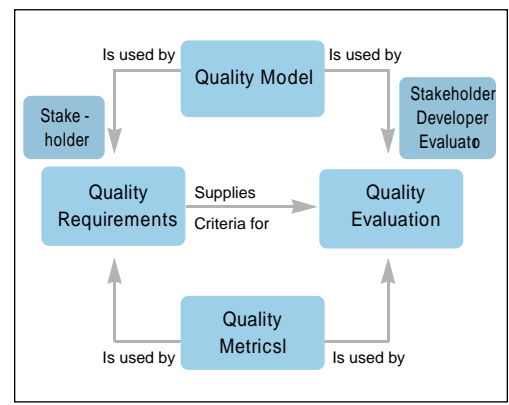 Is used by
Is used by
Quality Model
Stake -
holder
Stakeholder
Developer
Evaluato
Quality
Requirements
Supplies
Criteria for
Quality
Evaluation
Quality
Metricsl
Is used by
Is used by